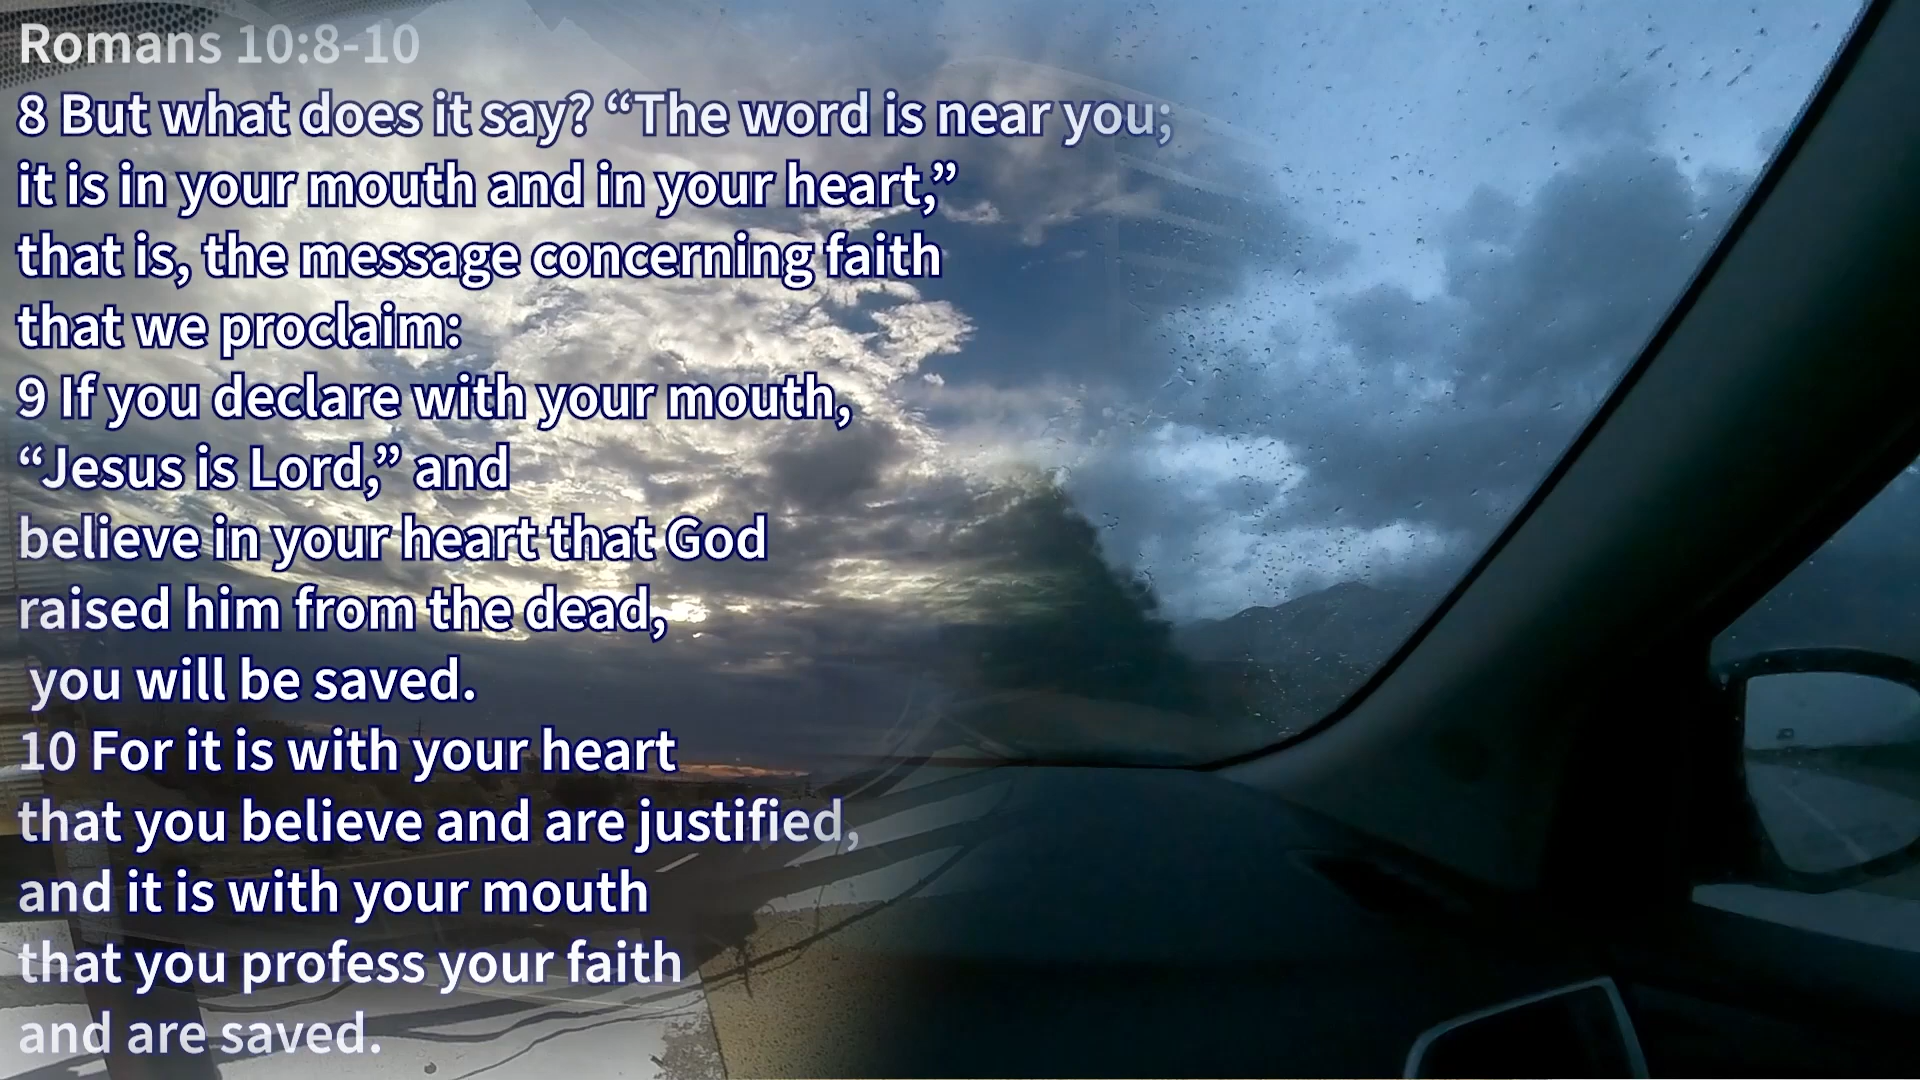 Romans 10:8-10
8 But what does it say? “The word is near you;
it is in your mouth and in your heart,”
that is, the message concerning faith
that we proclaim:
9 If you declare with your mouth,
“Jesus is Lord,” and
believe in your heart that God
raised him from the dead,
you will be saved.
10 For it is with your heart
that you believe and are justified,
and it is with your mouth
that you profess your faith
and are saved.